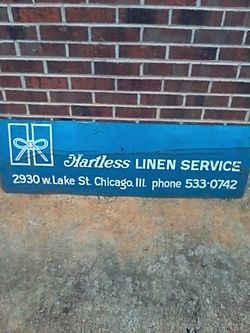 Hartless LINEN SERVICE
2930 w. Lake St. Chicago, Ill. phone 533-0742